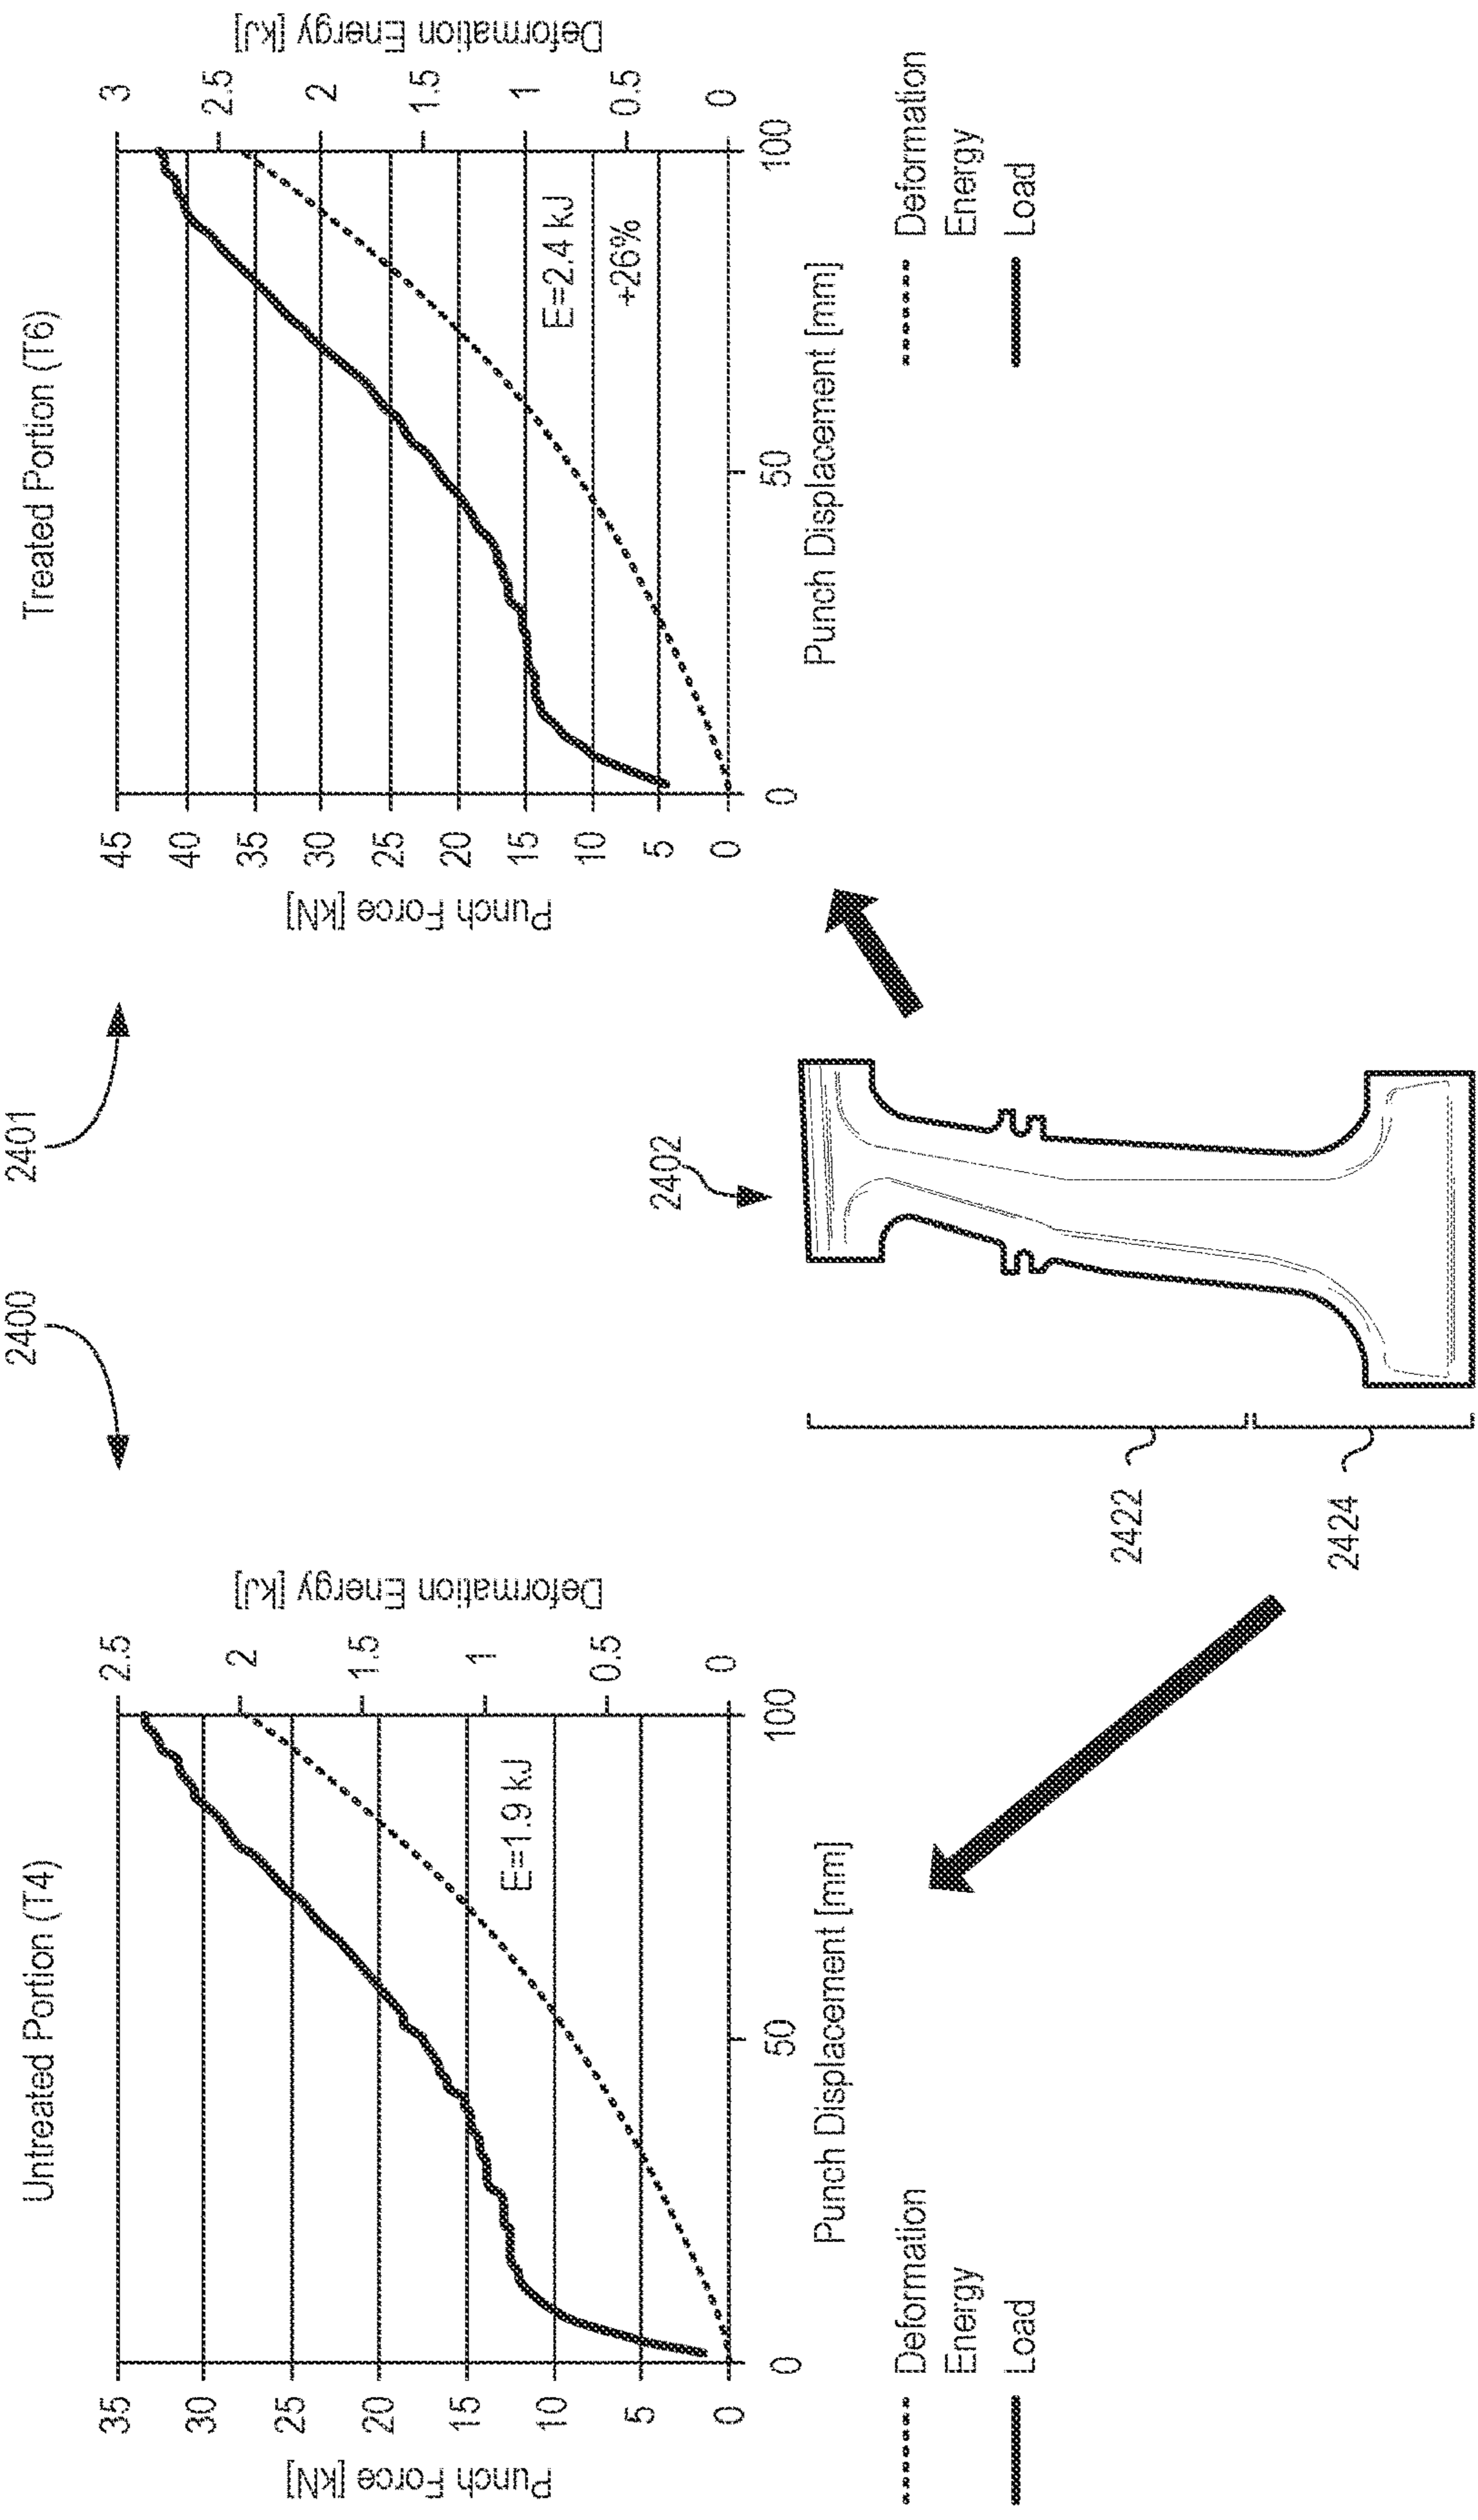 2400
2401
Untreated Portion (T4)
Punch Force [kN]
35
30
25
20
15
10
5
0
Deformation Energy [kJ]
2.5
2
1.5
1
0.5
0
E=1.9 kJ
0
50
100
Punch Displacement [mm]
Deformation
Energy
Load
Treated Portion (T6)
Punch Force [kN]
45
40
35
30
25
20
15
10
5
0
Deformation Energy [kJ]
3
2.5
2
1.5
1
0.5
0
E=2.4 kJ
+26%
0
50
100
Punch Displacement [mm]
Deformation
Energy
Load
2402
2422
2424